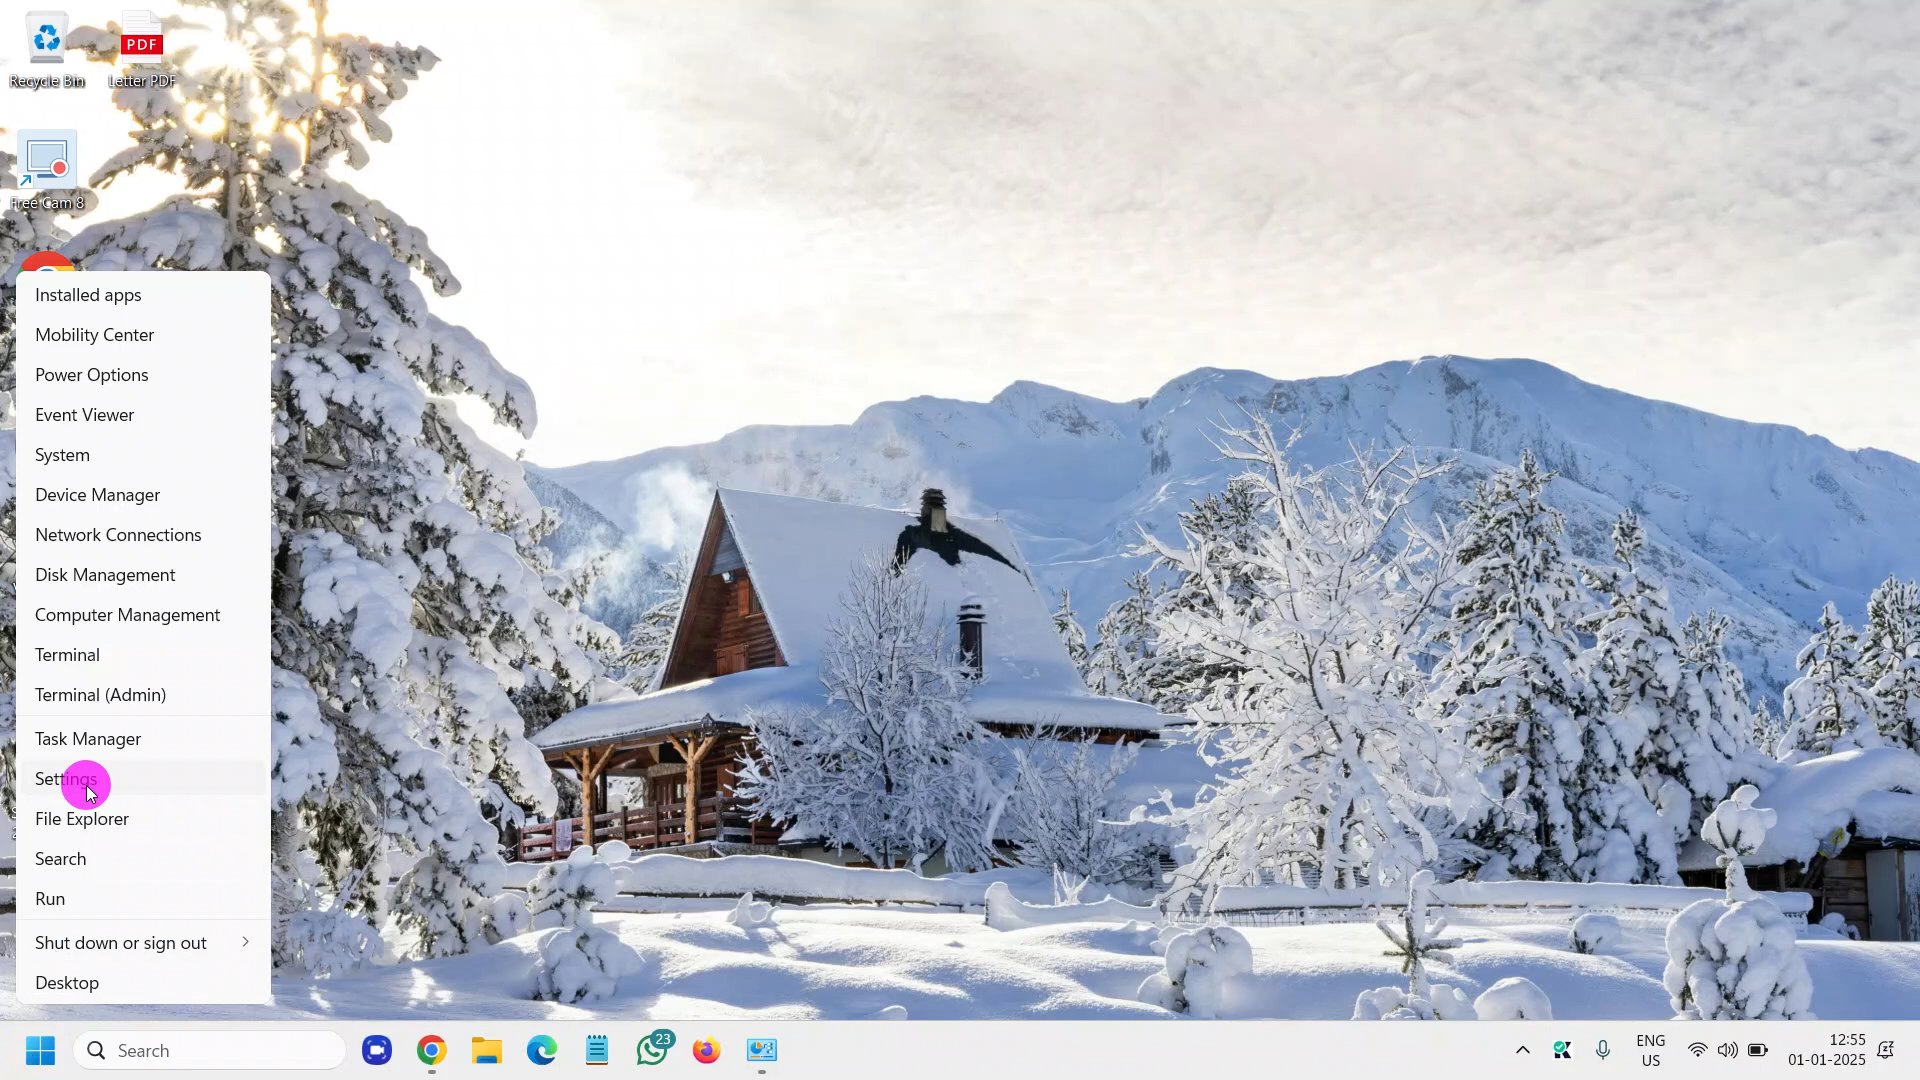 Recycle Bin
PDF
Letter PDF
Free Cam 8
Installed apps
Mobility Center
Power Options
Event Viewer
System
Device Manager
Network Connections
Disk Management
Computer Management
Terminal
Terminal (Admin)
Task Manager
Settings
File Explorer
Search
Run
Shut down or sign out
Desktop
Search
23
ENG
US
12:55
01-01-2025